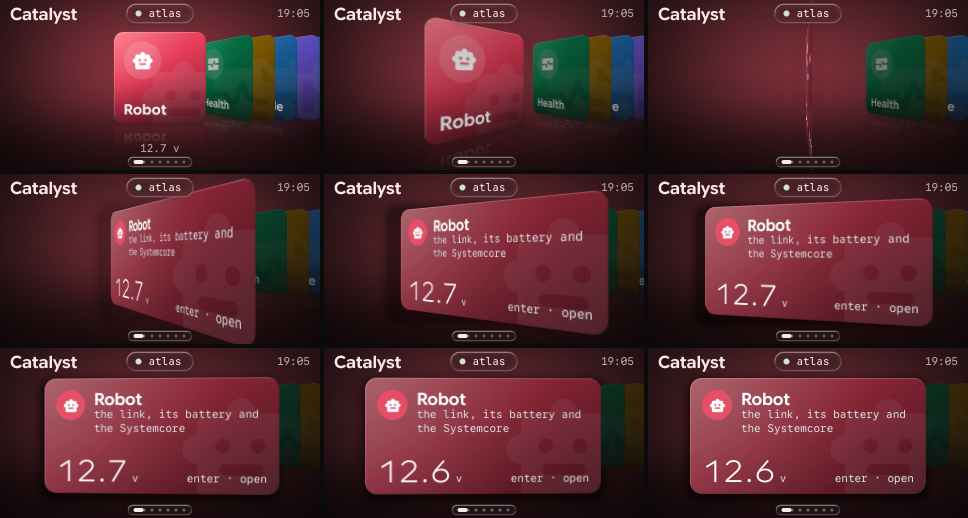 Catalyst
atlas
19:05
Robot
Health
le
12.7 v
Catalyst
atlas
19:05
Robot
Health
Catalyst
atlas
19:05
Health
Catalyst
atlas
19:05
Robot
the link, its battery and
the Systemcore
12.7 v
enter · open
Catalyst
atlas
19:05
Robot
the link, its battery and
the Systemcore
12.7 v
enter · open
Catalyst
atlas
19:05
Robot
the link, its battery and
the Systemcore
12.7 v
enter · open
Catalyst
atlas
19:05
Robot
the link, its battery and
the Systemcore
12.7 v
enter · open
Catalyst
atlas
19:05
Robot
the link, its battery and
the Systemcore
12.6 v
enter · open
Catalyst
atlas
19:05
Robot
the link, its battery and
the Systemcore
12.6 v
enter · open